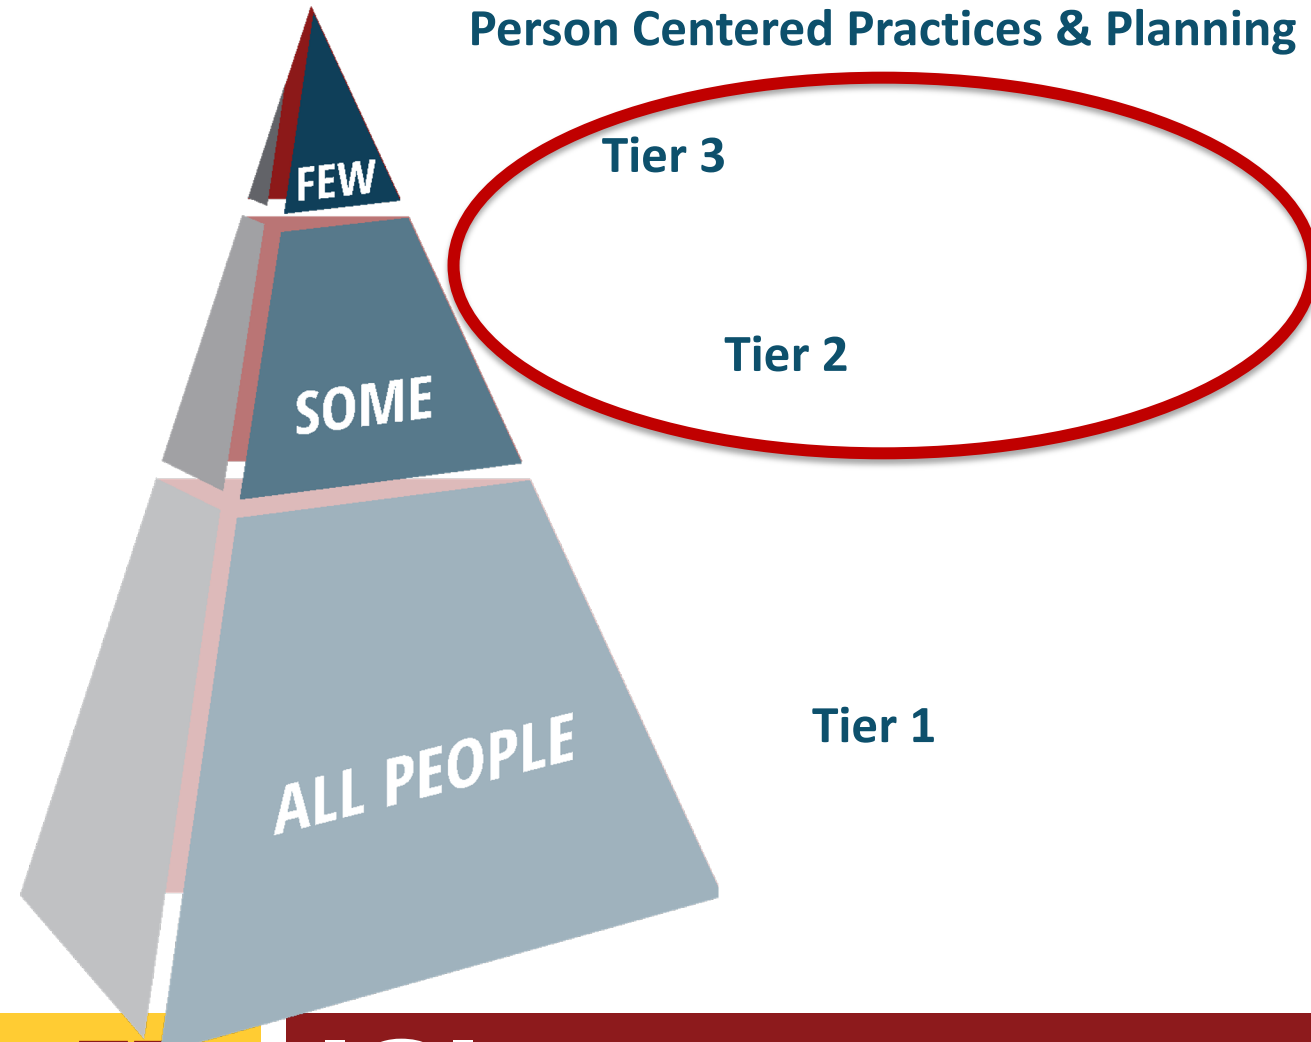 Person Centered Practices & Planning
Tier 3
FEW
Tier 2
SOME
Tier 1
ALL PEOPLE